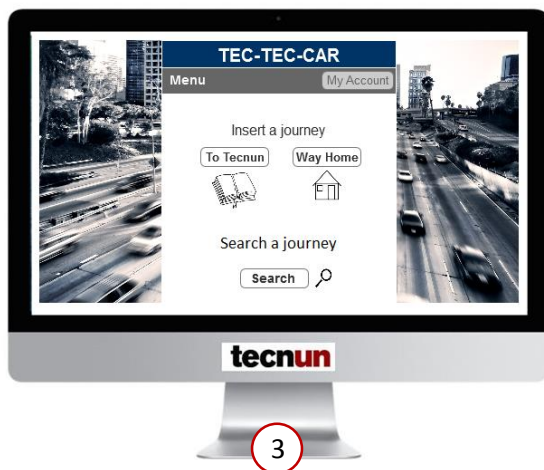 TEC-TEC-CAR
Menu My Account
Insert a journey
To Tecnun Way Home
Search a journey
Search
tecnun
3